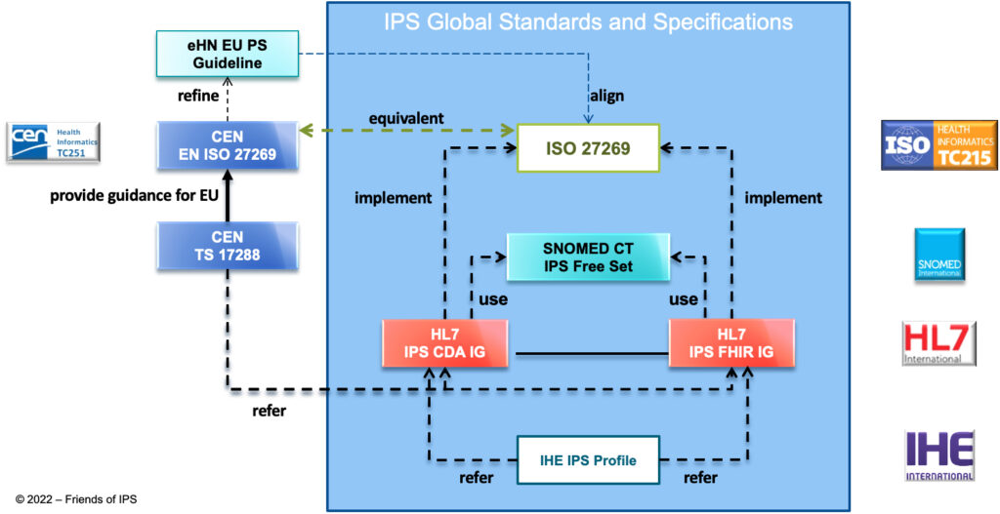 IPS Global Standards and Specifications
eHN EU PS
Guideline
refine
align
cen
Health
Informatics
TC251
CEN
EN ISO 27269
equivalent
ISO 27269
ISO
HEALTH
INFORMATICS
TC215
provide guidance for EU
implement
implement
CEN
TS 17288
SNOMED CT
IPS Free Set
SNOMED
International
use
use
HL7
IPS CDA IG
HL7
IPS FHIR IG
HL7
International
refer
IHE IPS Profile
refer
refer
IHE
INTERNATIONAL
© 2022 – Friends of IPS